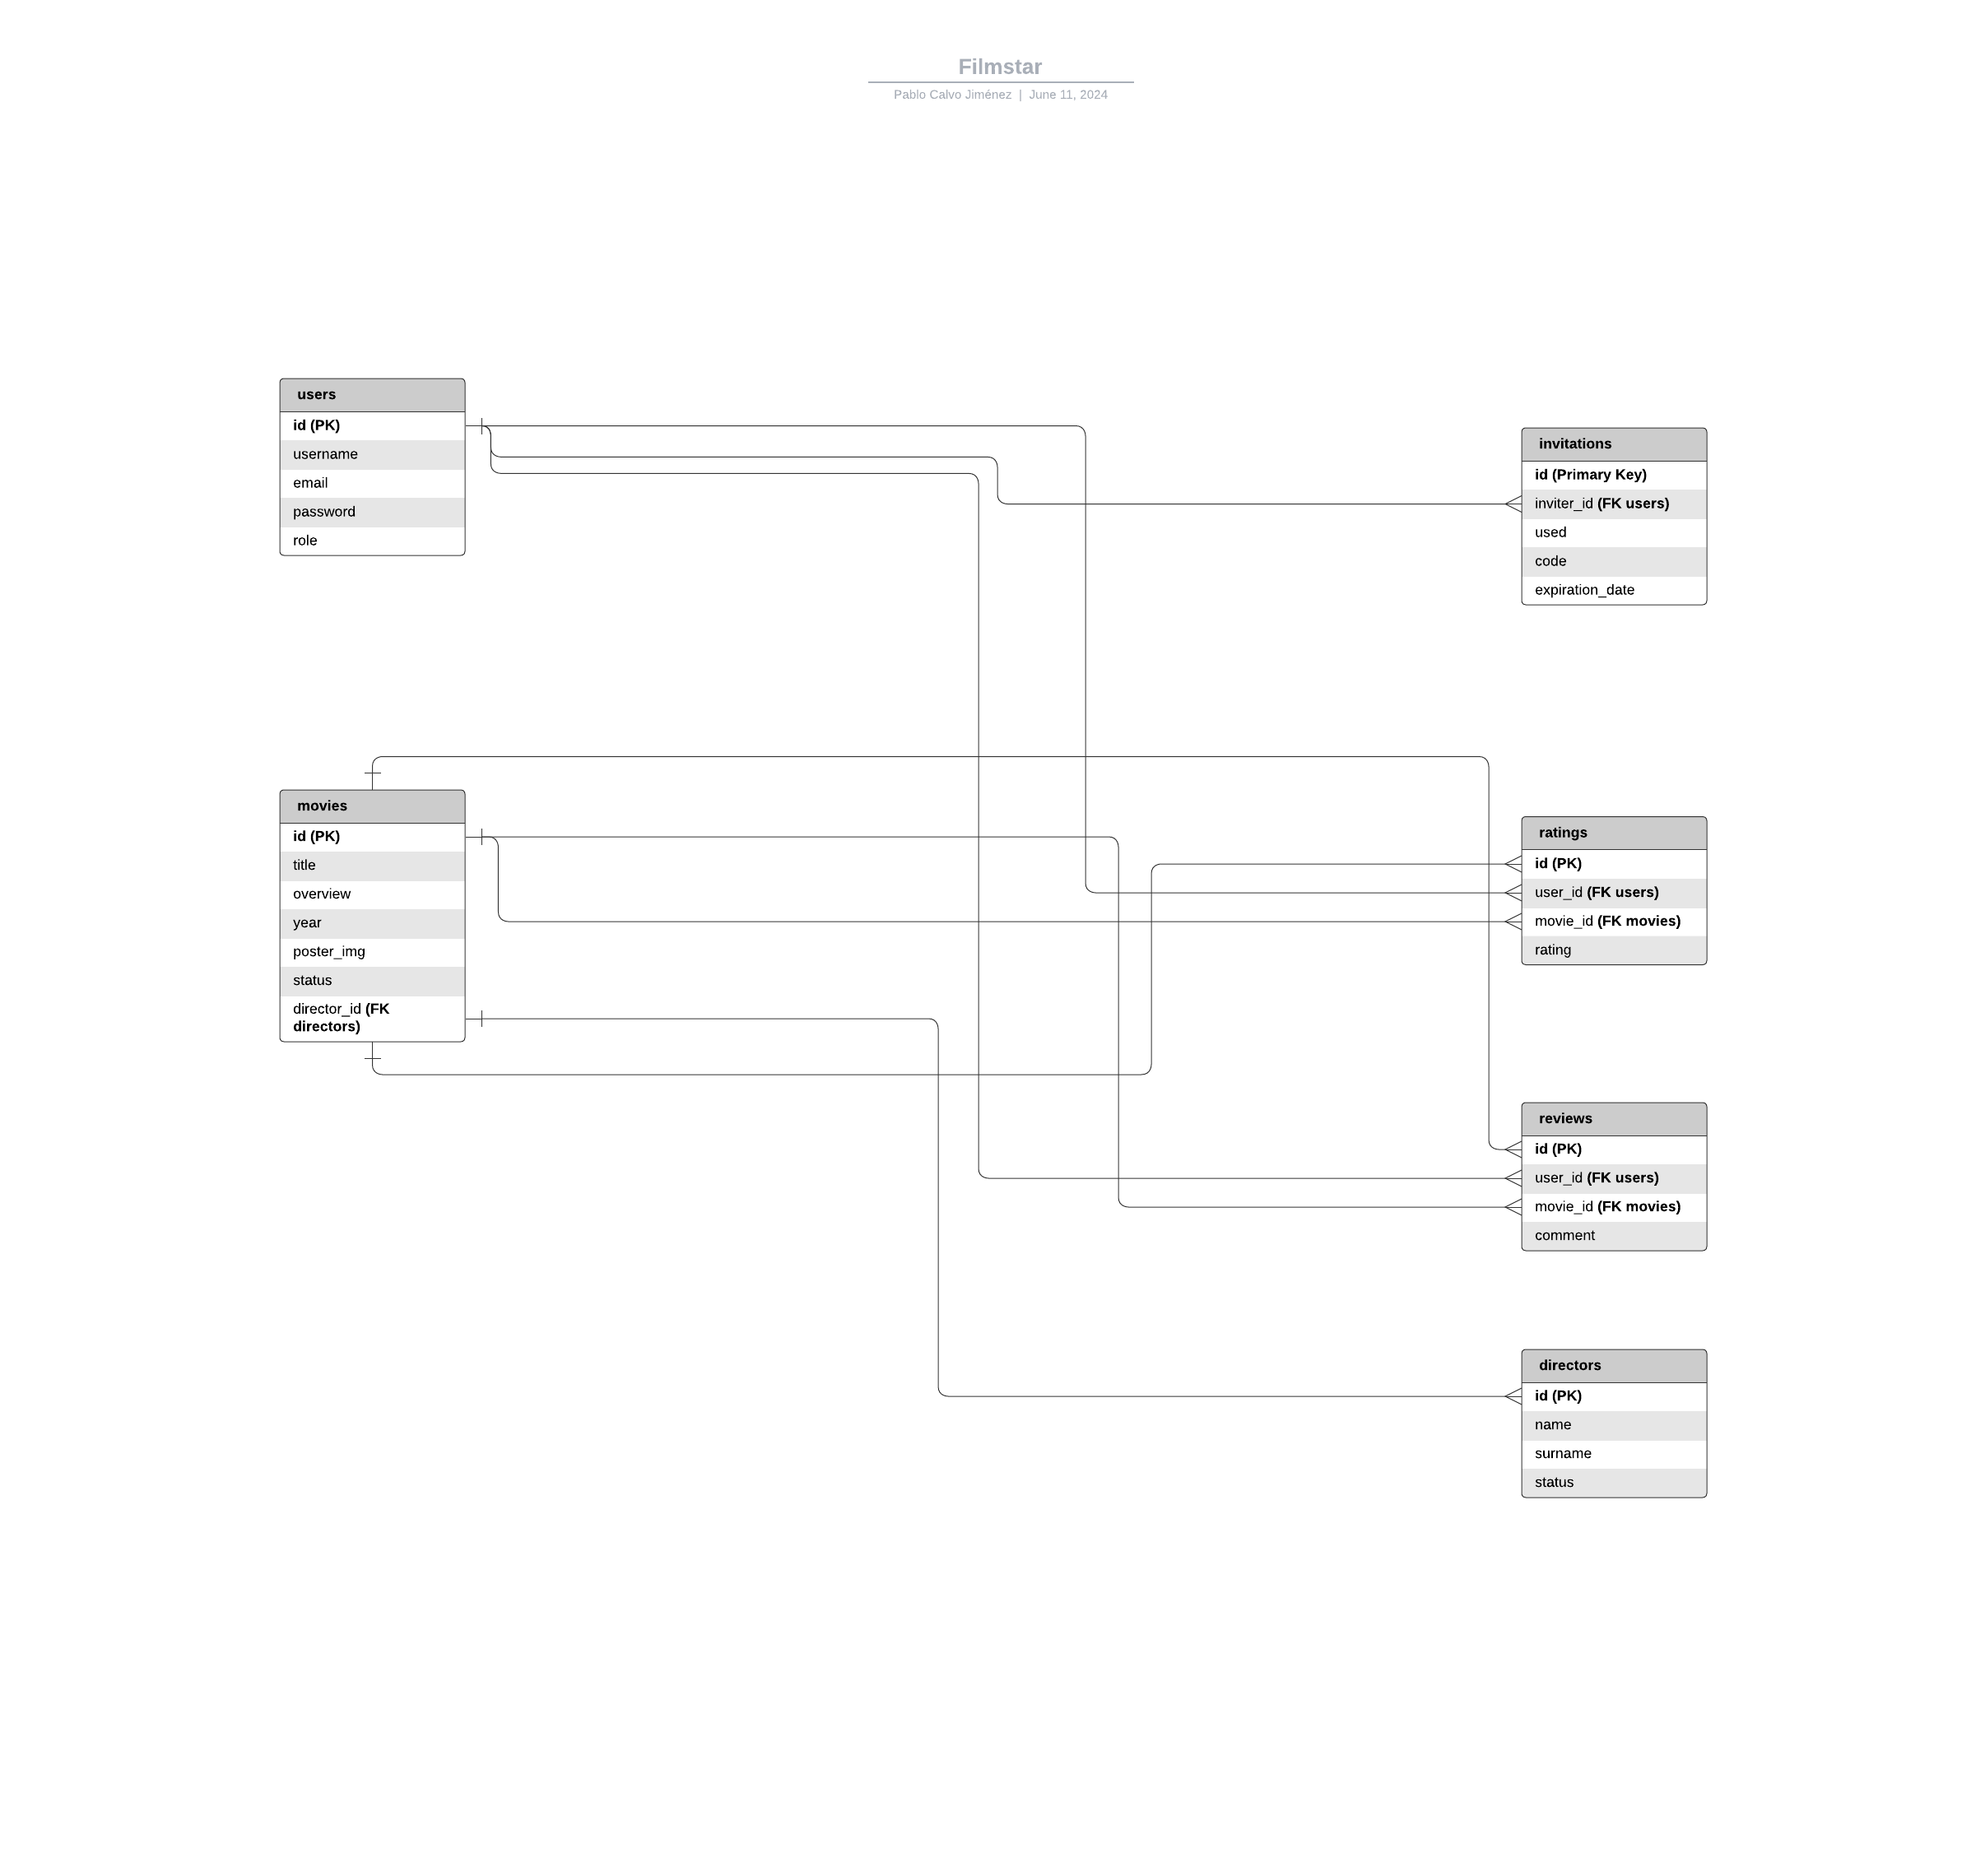 Filmstar
Pablo Calvo Jiménez | June 11, 2024
users
id (PK)
username
email
password
role
invitations
id (Primary Key)
inviter_id (FK users)
used
code
expiration_date
movies
id (PK)
title
overview
year
poster_img
status
director_id (FK
directors)
ratings
id (PK)
user_id (FK users)
movie_id (FK movies)
rating
reviews
id (PK)
user_id (FK users)
movie_id (FK movies)
comment
directors
id (PK)
name
surname
status